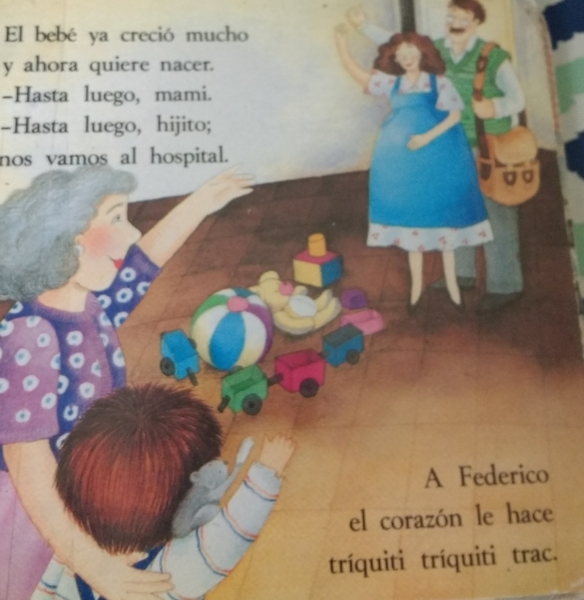 El bebé ya creció mucho
y ahora quiere nacer.
–Hasta luego, mami.
–Hasta luego, hijito;
nos vamos al hospital.
A Federico
el corazón le hace
tríquiti tríquiti trac.